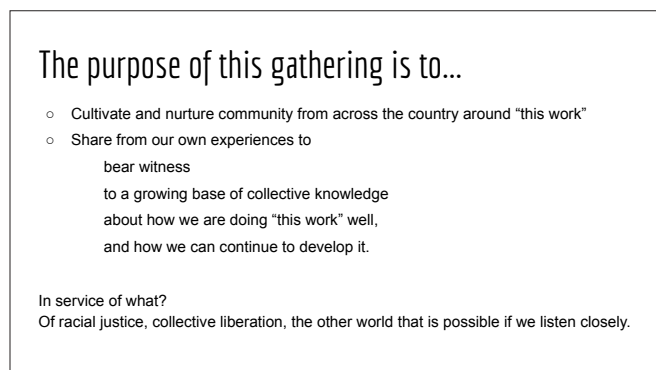 The purpose of this gathering is to...
○ Cultivate and nurture community from across the country around “this work”
○ Share from our own experiences to
bear witness
to a growing base of collective knowledge
about how we are doing “this work” well,
and how we can continue to develop it.
In service of what?
Of racial justice, collective liberation, the other world that is possible if we listen closely.